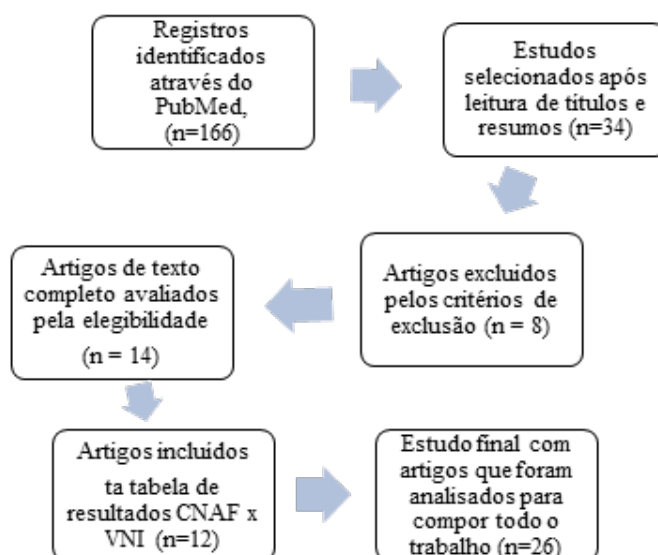 Registros
identificados
através do
PubMed,
(n=166)
Estudos
selecionados após
leitura de títulos e
resumos (n=34)
Artigos excluidos
pelos critérios de
exclusão (n = 8)
Artigos de texto
completo avaliados
pela elegibilidade
(n = 14)
Artigos incluídos
ta tabela de
resultados CNAF x
VNI (n=12)
Estudo final com
artigos que foram
analisados para
compor todo o
trabalho (n=26)